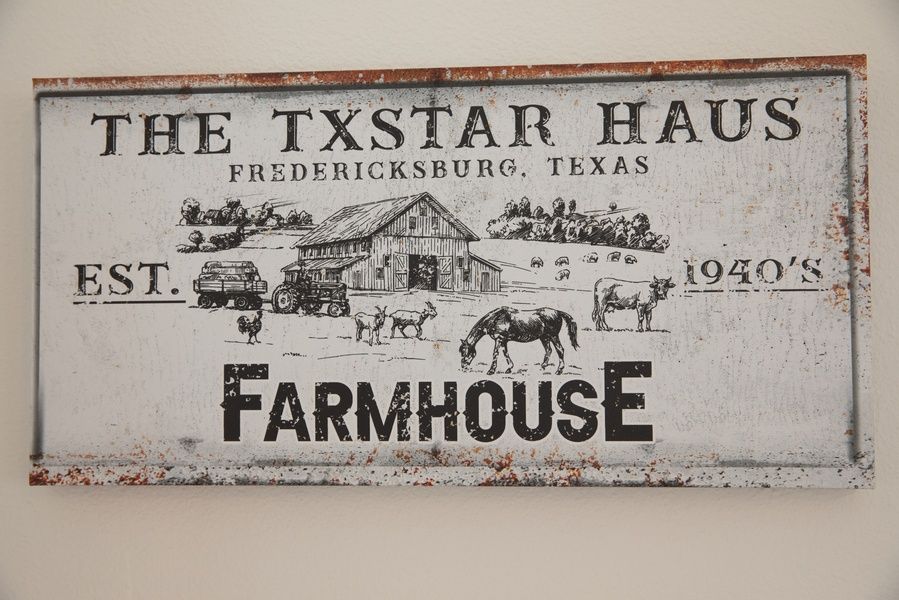 THE TXSTAR HAUS
FREDERICKSBURG, TEXAS
EST. 1940'S
FARMHOUSE